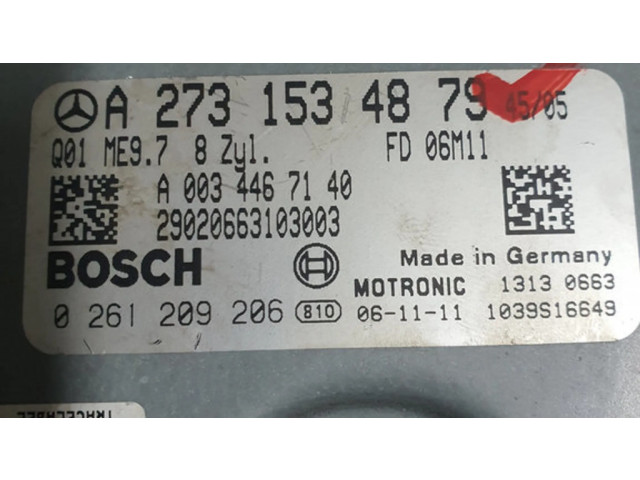 A 273 153 48 79 45/05
Q01 ME9.7 8 Zyl. FD 06M11
A 003 446 71 40
29020663103003
BOSCH Made in Germany
MOTRONIC 1313 0663
0 261 209 206 810 06-11-11 1039S16649
TRACELABEL